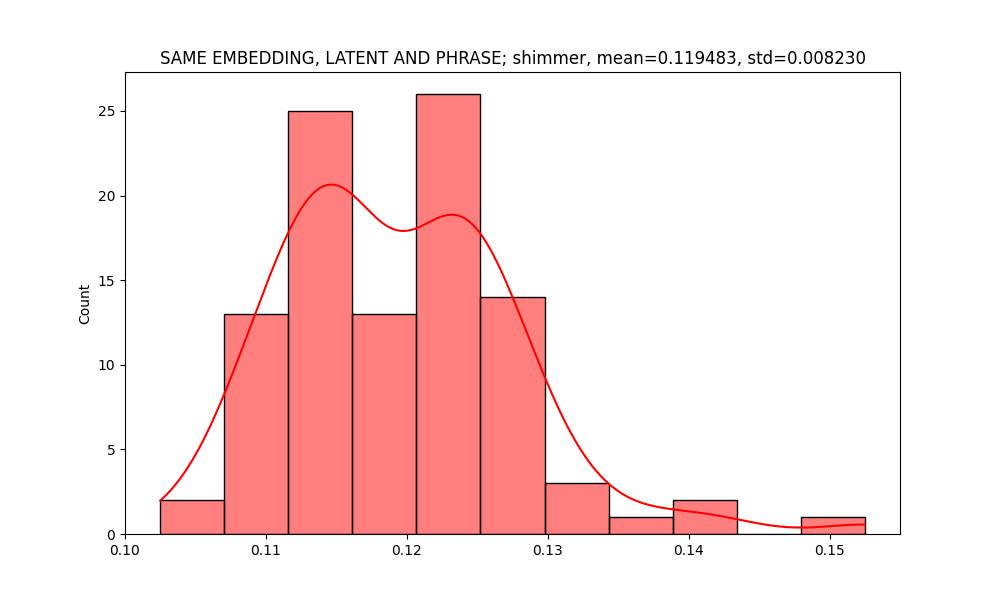 SAME EMBEDDING, LATENT AND PHRASE; shimmer, mean=0.119483, std=0.008230
25
20
15
10
5
0
Count
0.10 0.11 0.12 0.13 0.14 0.15